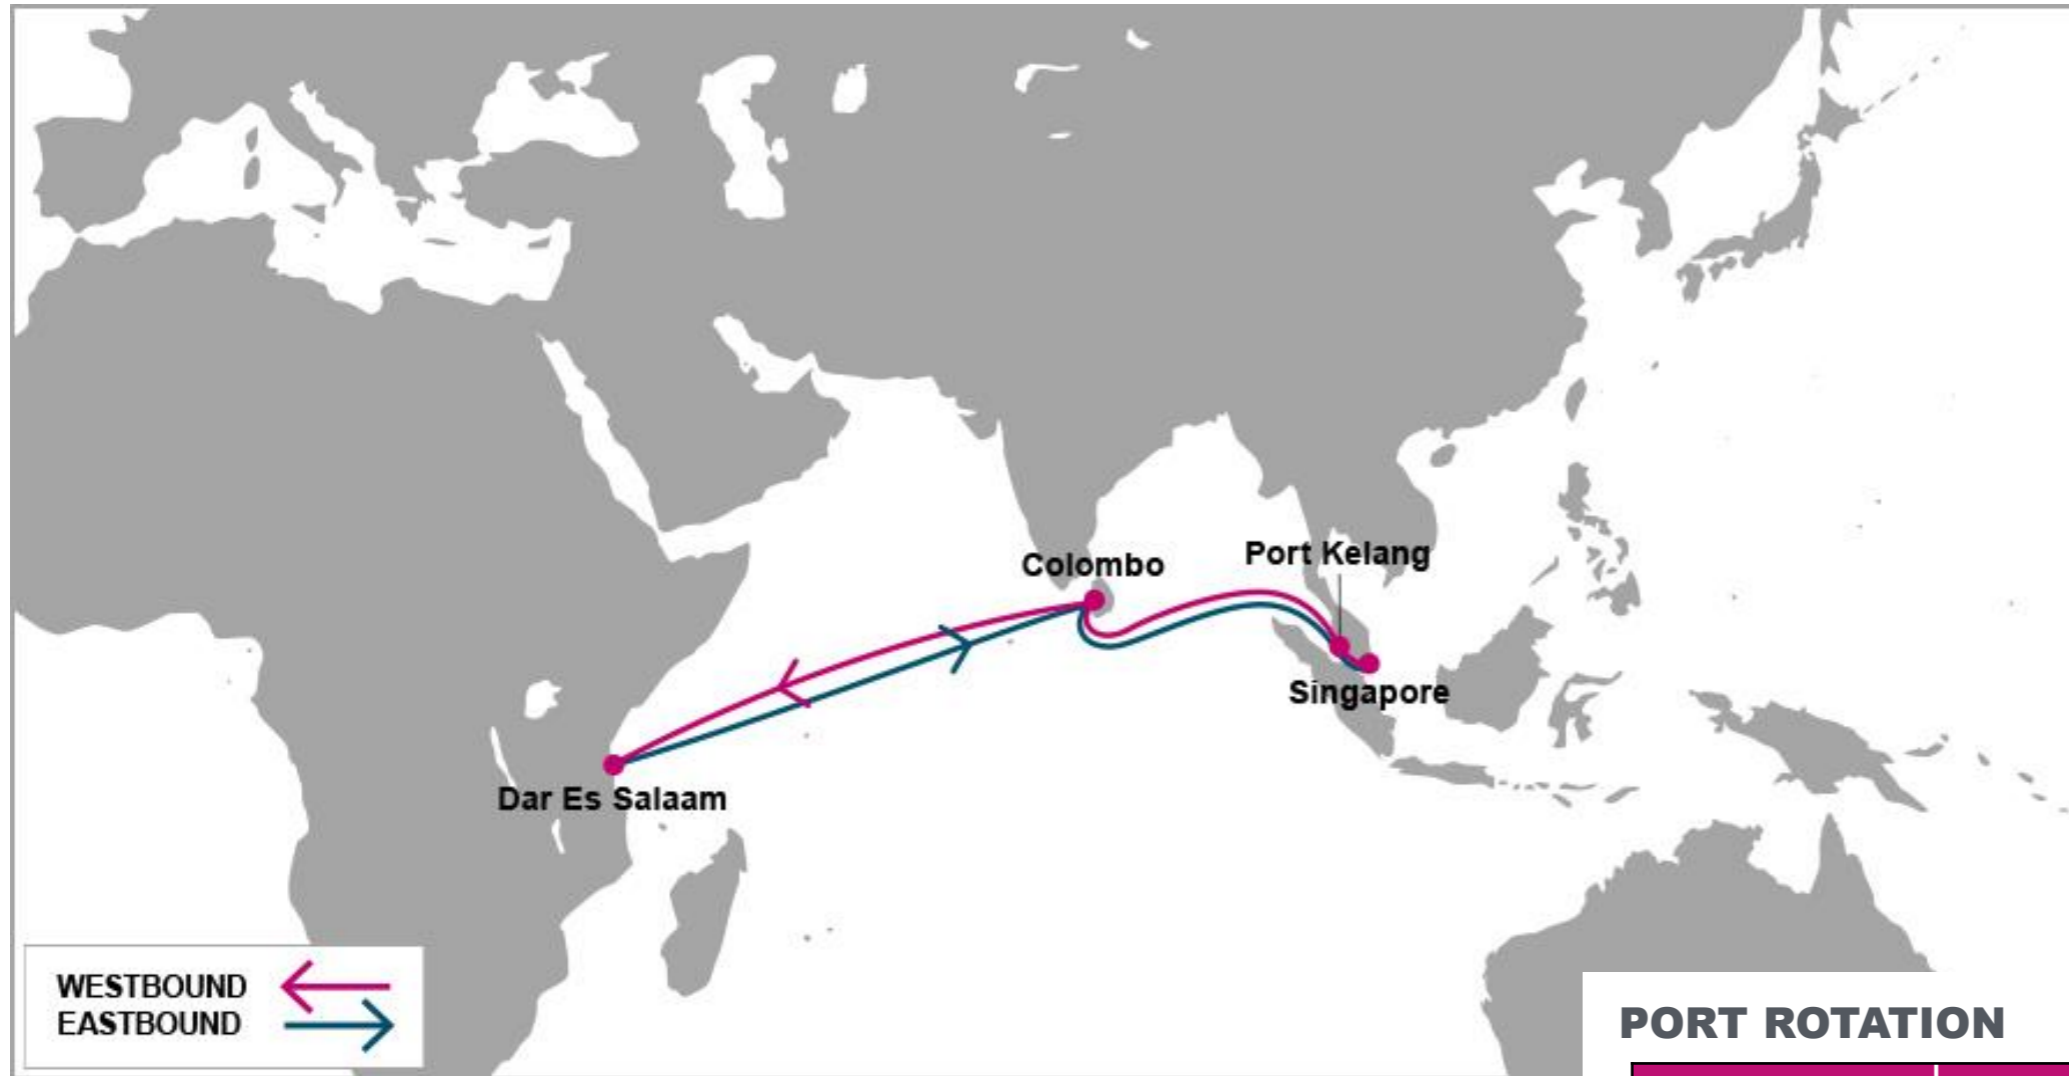 Colombo
Port Kelang
Singapore
Dar Es Salaam
WESTBOUND
EASTBOUND
PORT ROTATION